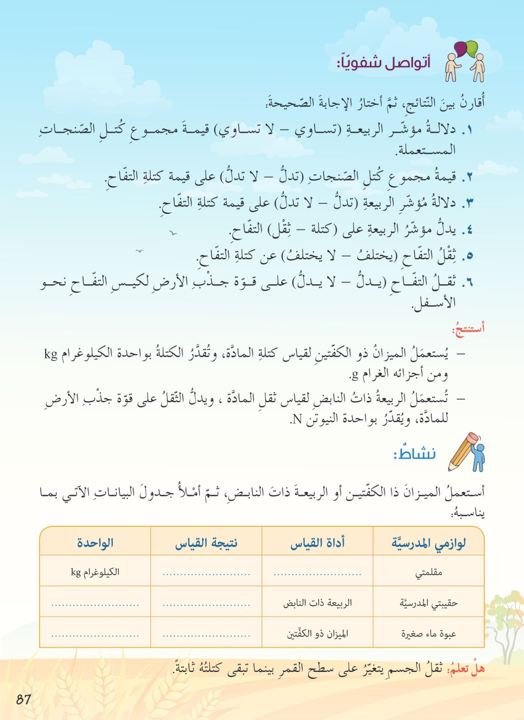 أتواصل شفويّاً:
أُقارنُ بينَ النّتائجِ، ثمَّ أختارُ الإجابةَ الصّحيحةَ:
١. دلالةُ مؤشّرِ الربيعةِ (تساوي – لا تساوي) قيمةَ مجموعِ كُتلِ الصّنجاتِ
المستعملةِ.
٢. قيمةُ مجموعِ كُتلِ الصّنجاتِ (تدلُّ – لا تدلُّ) على قيمة كتلةِ التفّاحِ.
٣. دلالةُ مُؤشّرِ الربيعةِ (تدلُّ – لا تدلُّ) على قيمة كتلةِ التفّاحِ.
٤. يدلُّ مؤشّرُ الربيعةِ على (كتلة – ثِقْل) التفّاحِ.
٥. ثِقْلُ التفّاحِ (يختلفُ – لا يختلفُ) عن كتلةِ التفّاحِ.
٦. ثقلُ التفّاحِ (يدلُّ – لا يدلُّ) على قوّة جذْبِ الأرضِ لكيسِ التفّاحِ نحو
الأسفلِ.
أستنتجُ:
– يُستعمَلُ الميزانُ ذو الكفّتينِ لقياس كتلةِ المادَّة، وتُقدَّرُ الكتلةُ بواحدة الكيلوغرام kg
ومن أجزائه الغرام g.
– تُستعمَلُ الربيعةُ ذاتُ النابضِ لقياس ثقلِ المادَّة ، ويدلُّ الثّقلُ على قوّة جذْبِ الأرضِ
للمادَّة، ويُقدّرُ بواحدة النيوتن N.
نشاطٌ:
أستعملُ الميزانَ ذا الكفّتينِ أو الربيعةَ ذاتَ النابضِ، ثمّ أمْلأُ جدولَ البياناتِ الآتي بما
يناسبهُ:
لوازمي المدرسيَّة أداة القياس نتيجة القياس الواحدة
مقلمتي ........................ ........................ الكيلوغرام kg
حقيبتي المدرسيّة الربيعة ذات النابض ........................ ........................
عبوة ماء صغيرة الميزان ذو الكفّتين ........................ ........................
هلْ تعلمُ: ثقلُ الجسمِ يتغيّرُ على سطح القمرِ بينما تبقى كتلتُهُ ثابتةً.
87